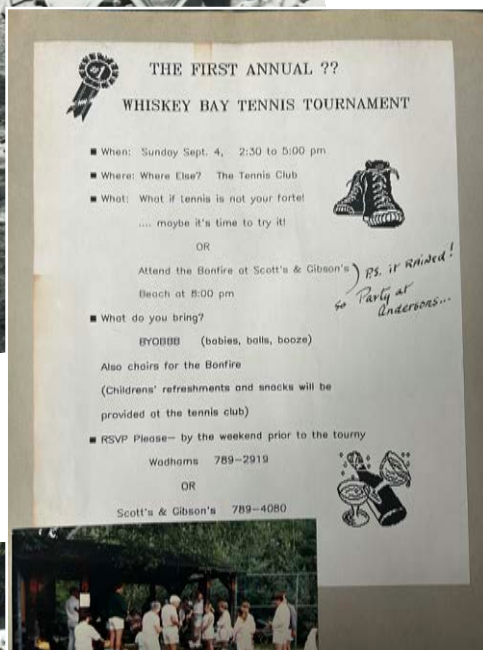 #1
THE FIRST ANNUAL ??
WHISKEY BAY TENNIS TOURNAMENT
■ When: Sunday Sept. 4, 2:30 to 5:00 pm
■ Where: Where Else? The Tennis Club
■ What: What if tennis is not your forte!
.... maybe it's time to try it!
OR
Attend the Bonfire at Scott's & Gibson's
Beach at 8:00 pm
P.S. it RAINED!
so Party at
Andersons...
■ What do you bring?
BYOBBB (babies, balls, booze)
Also chairs for the Bonfire
(Childrens' refreshments and snacks will be
provided at the tennis club)
■ RSVP Please- by the weekend prior to the tourny
Wadhams 789-2919
OR
Scott's & Gibson's 789-4080